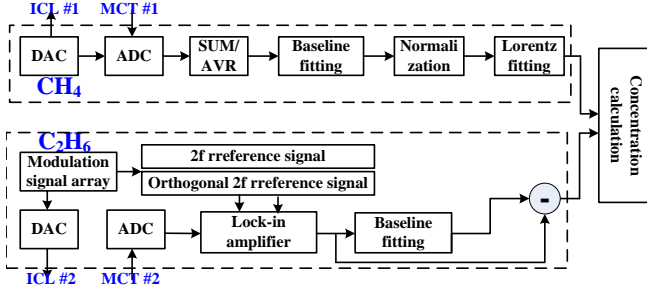 ICL #1
MCT #1
DAC
ADC
SUM/
AVR
Baseline
fitting
Normali
zation
Lorentz
fitting
CH4
Concentration
calculation
C2H6
Modulation
signal array
2f rreference signal
Orthogonal 2f rreference signal
DAC
ADC
Lock-in
amplifier
Baseline
fitting
-
ICL #2
MCT #2